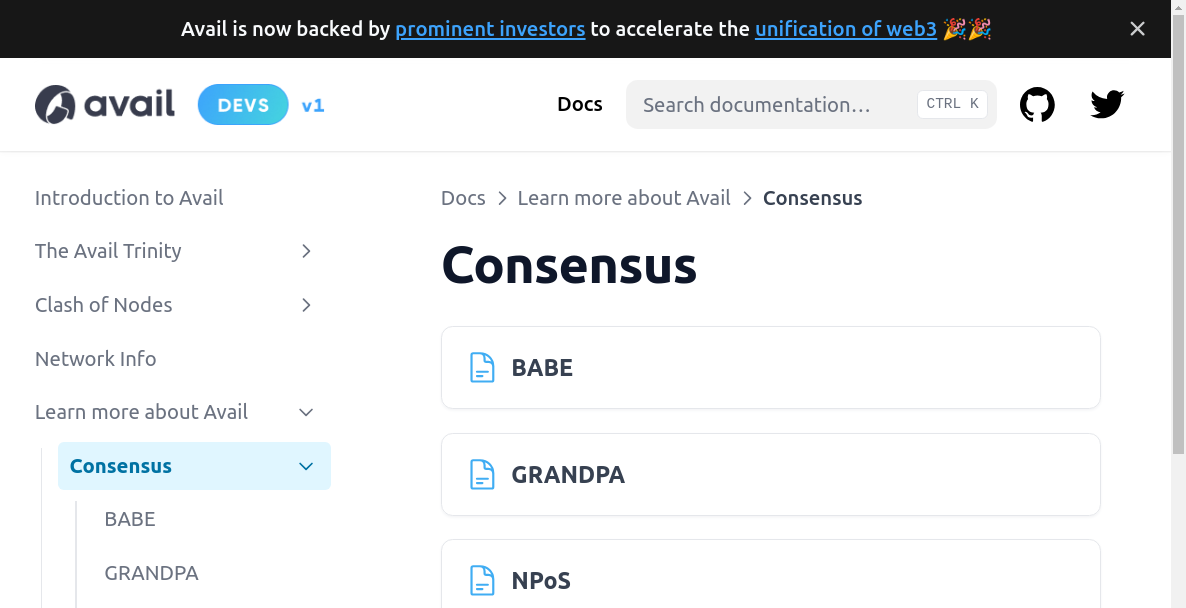 Avail is now backed by prominent investors to accelerate the unification of web3 🎉🎉
avail DEVS v1
Docs
Search documentation…
CTRL K
Introduction to Avail
The Avail Trinity
Clash of Nodes
Network Info
Learn more about Avail
Consensus
BABE
GRANDPA
Docs > Learn more about Avail > Consensus
Consensus
BABE
GRANDPA
NPoS